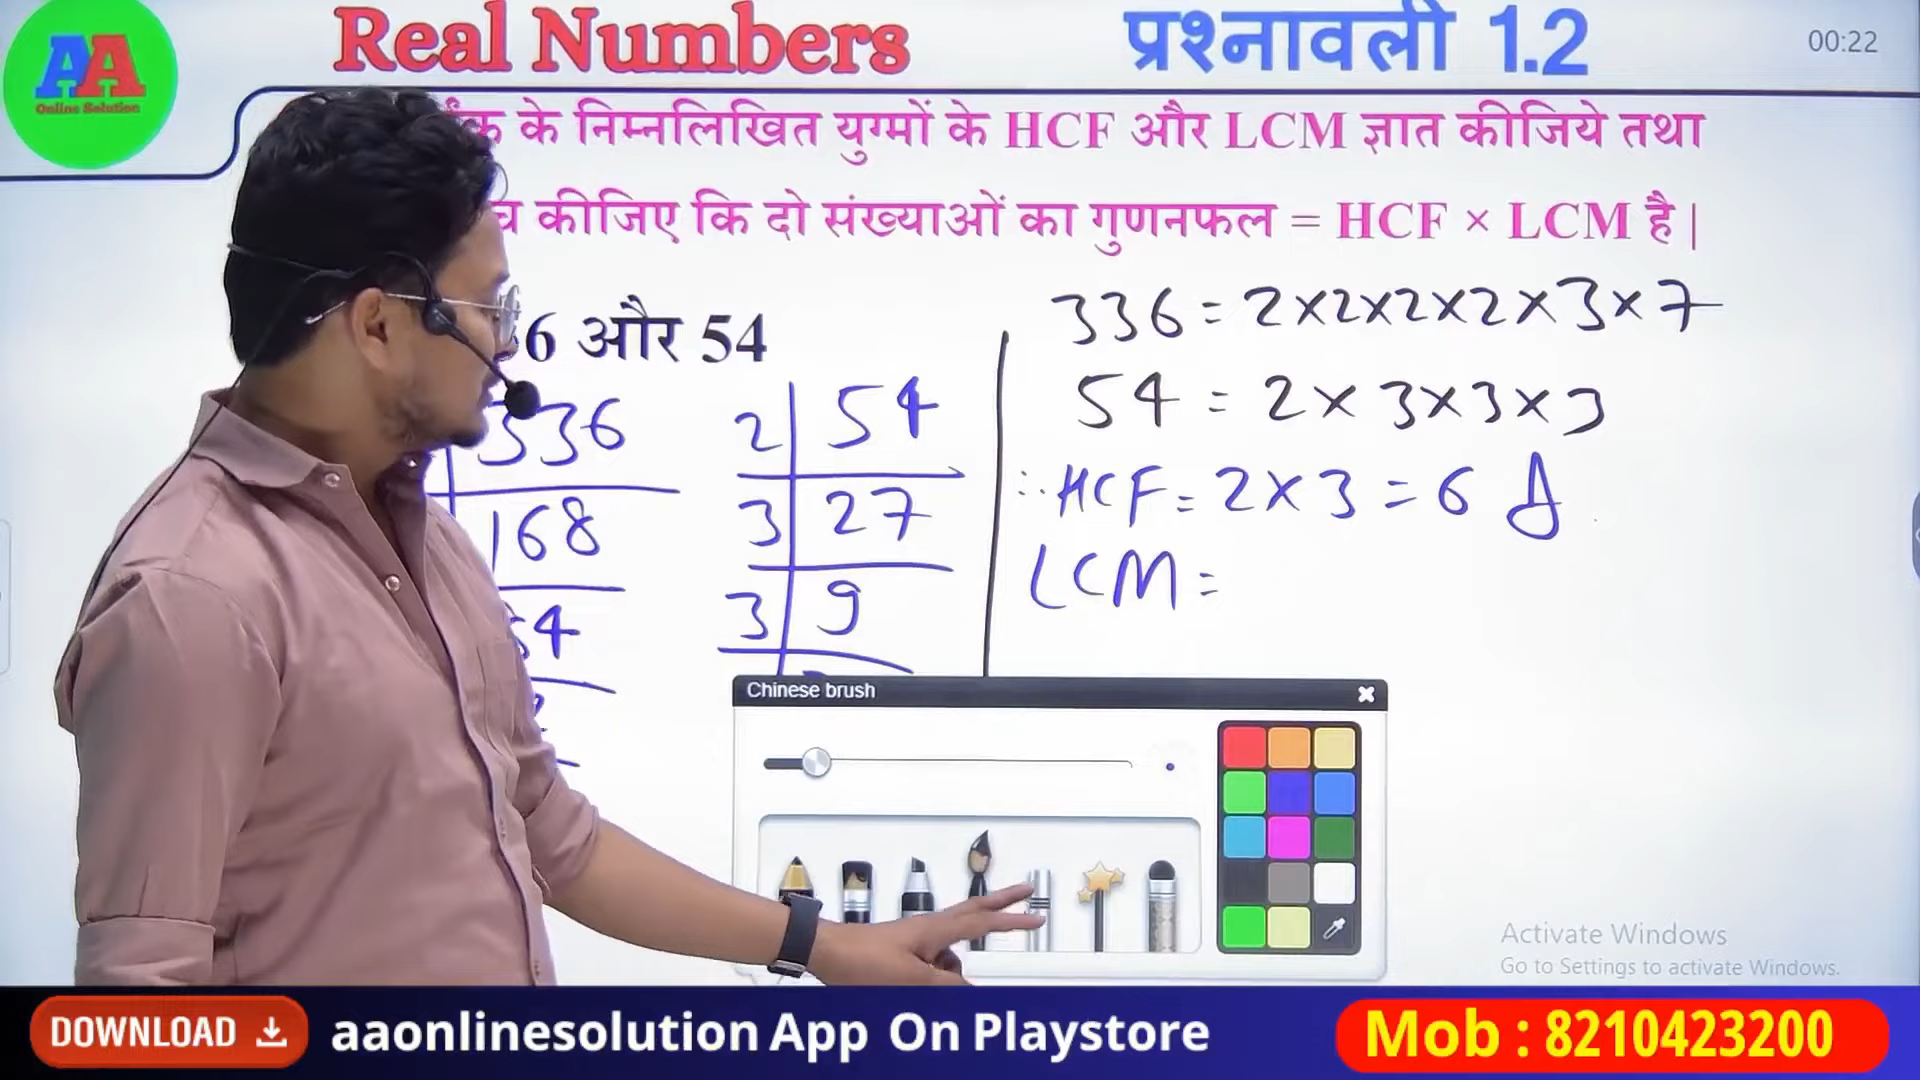 AA
Online Solution
Real Numbers
प्रश्नावली 1.2
00:22
के निम्नलिखित युग्मों के HCF और LCM ज्ञात कीजिये तथा
कीजिए कि दो संख्याओं का गुणनफल = HCF × LCM है |
6 और 54
336
168
2 54
3 27
3 9
336 = 2×2×2×2×3×7
54 = 2×3×3×3
∴ HCF = 2×3 = 6 A
LCM =
Chinese brush
Activate Windows
Go to Settings to activate Windows.
DOWNLOAD
aaonlinesolution App On Playstore
Mob : 8210423200